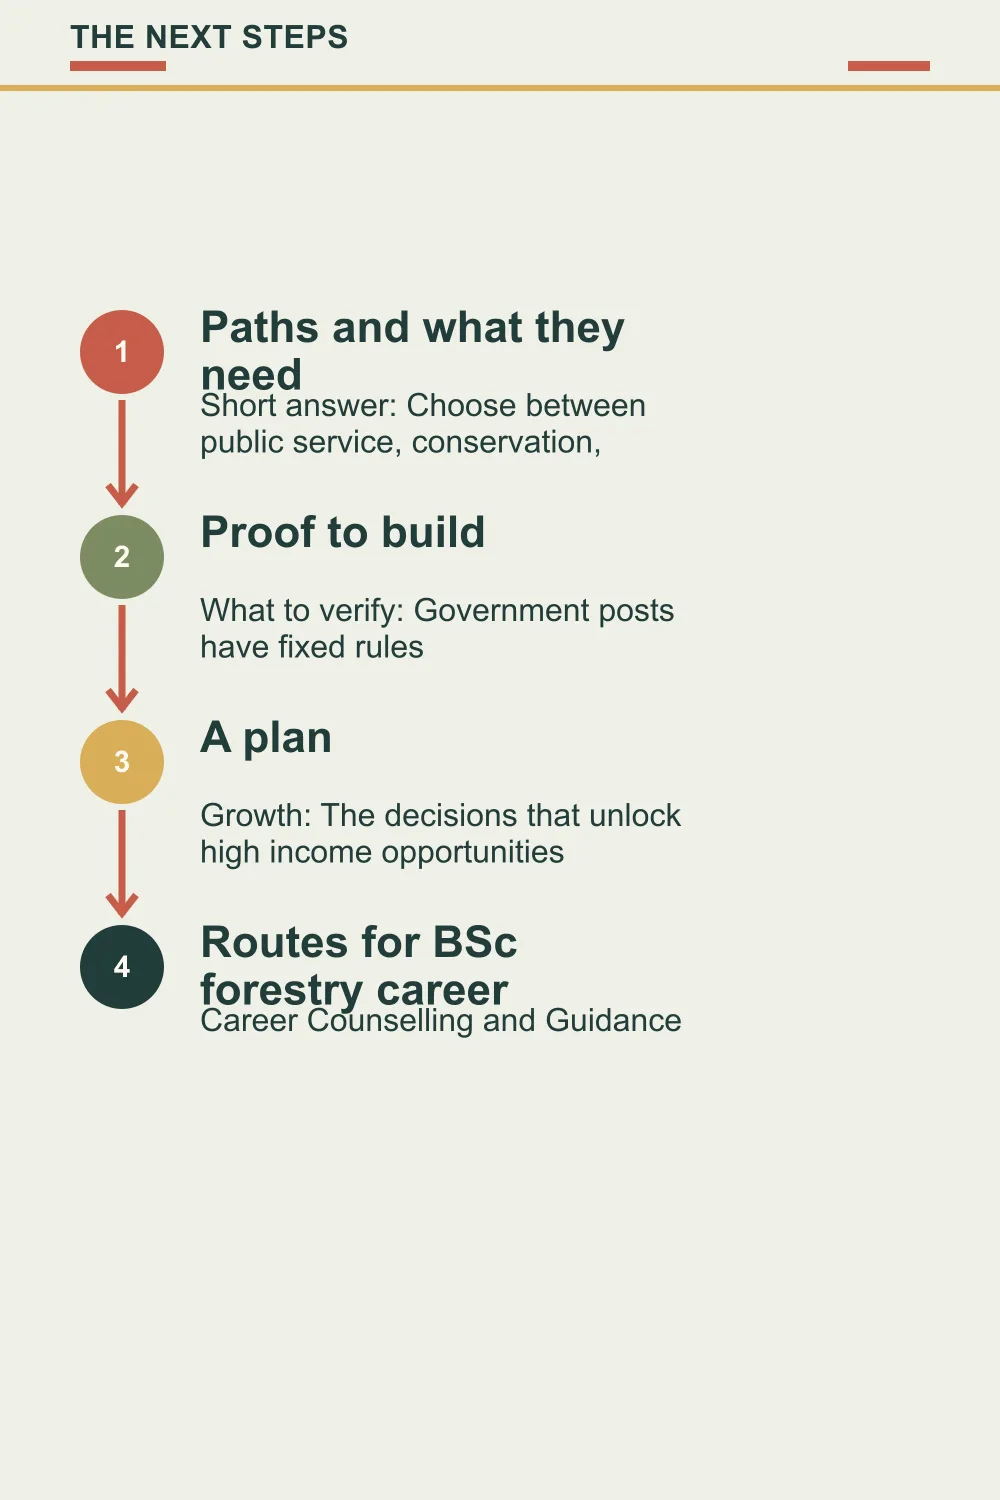 THE NEXT STEPS
1
Paths and what they
need
Short answer: Choose between
public service, conservation,
2
Proof to build
What to verify: Government posts
have fixed rules
3
A plan
Growth: The decisions that unlock
high income opportunities
4
Routes for BSc
forestry career
Career Counselling and Guidance